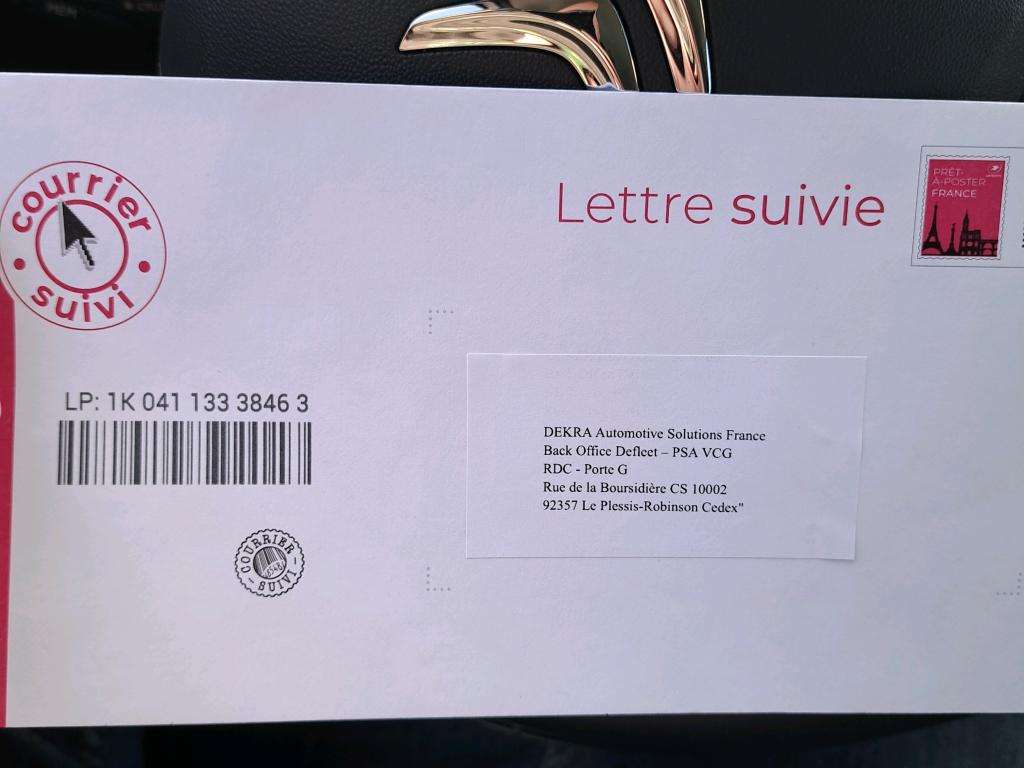 courrier
suivi
Lettre suivie
PRÊT-
À-POSTER
FRANCE
LP: 1K 041 133 3846 3
DEKRA Automotive Solutions France
Back Office Defleet – PSA VCG
RDC - Porte G
Rue de la Boursidière CS 10002
92357 Le Plessis-Robinson Cedex"
COURRIER
SUIVI